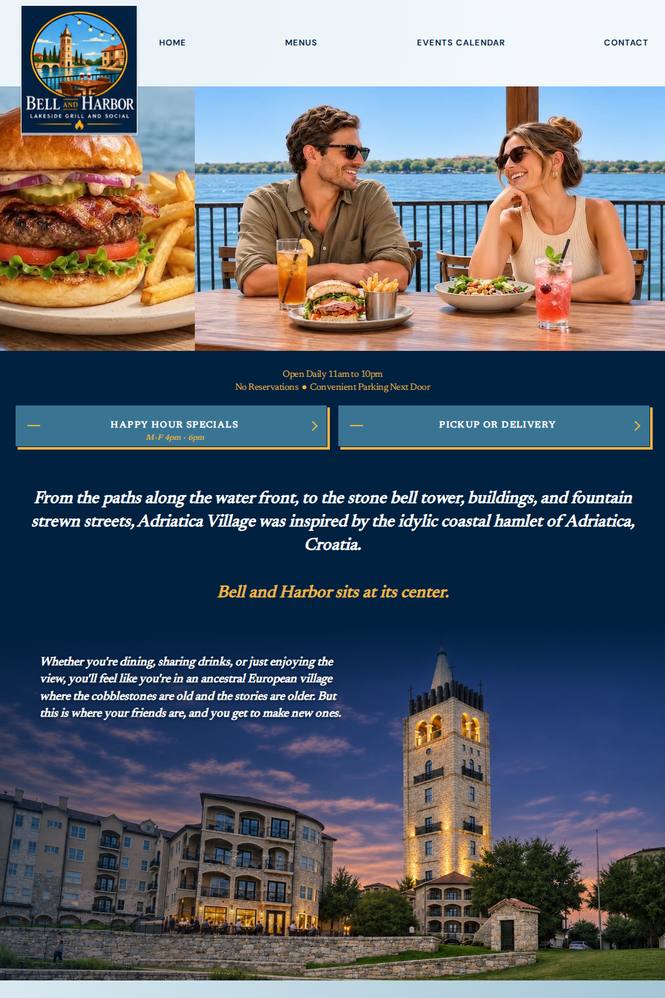 BELL AND HARBOR
LAKESIDE GRILL AND SOCIAL
HOME
MENUS
EVENTS CALENDAR
CONTACT
Open Daily 11am to 10pm
No Reservations ● Convenient Parking Next Door
HAPPY HOUR SPECIALS
M-F 4pm - 6pm
PICKUP OR DELIVERY
From the paths along the water front, to the stone bell tower, buildings, and fountain
strewn streets, Adriatica Village was inspired by the idylic coastal hamlet of Adriatica,
Croatia.
Bell and Harbor sits at its center.
Whether you're dining, sharing drinks, or just enjoying the
view, you'll feel like you're in an ancestral European village
where the cobblestones are old and the stories are older. But
this is where your friends are, and you get to make new ones.